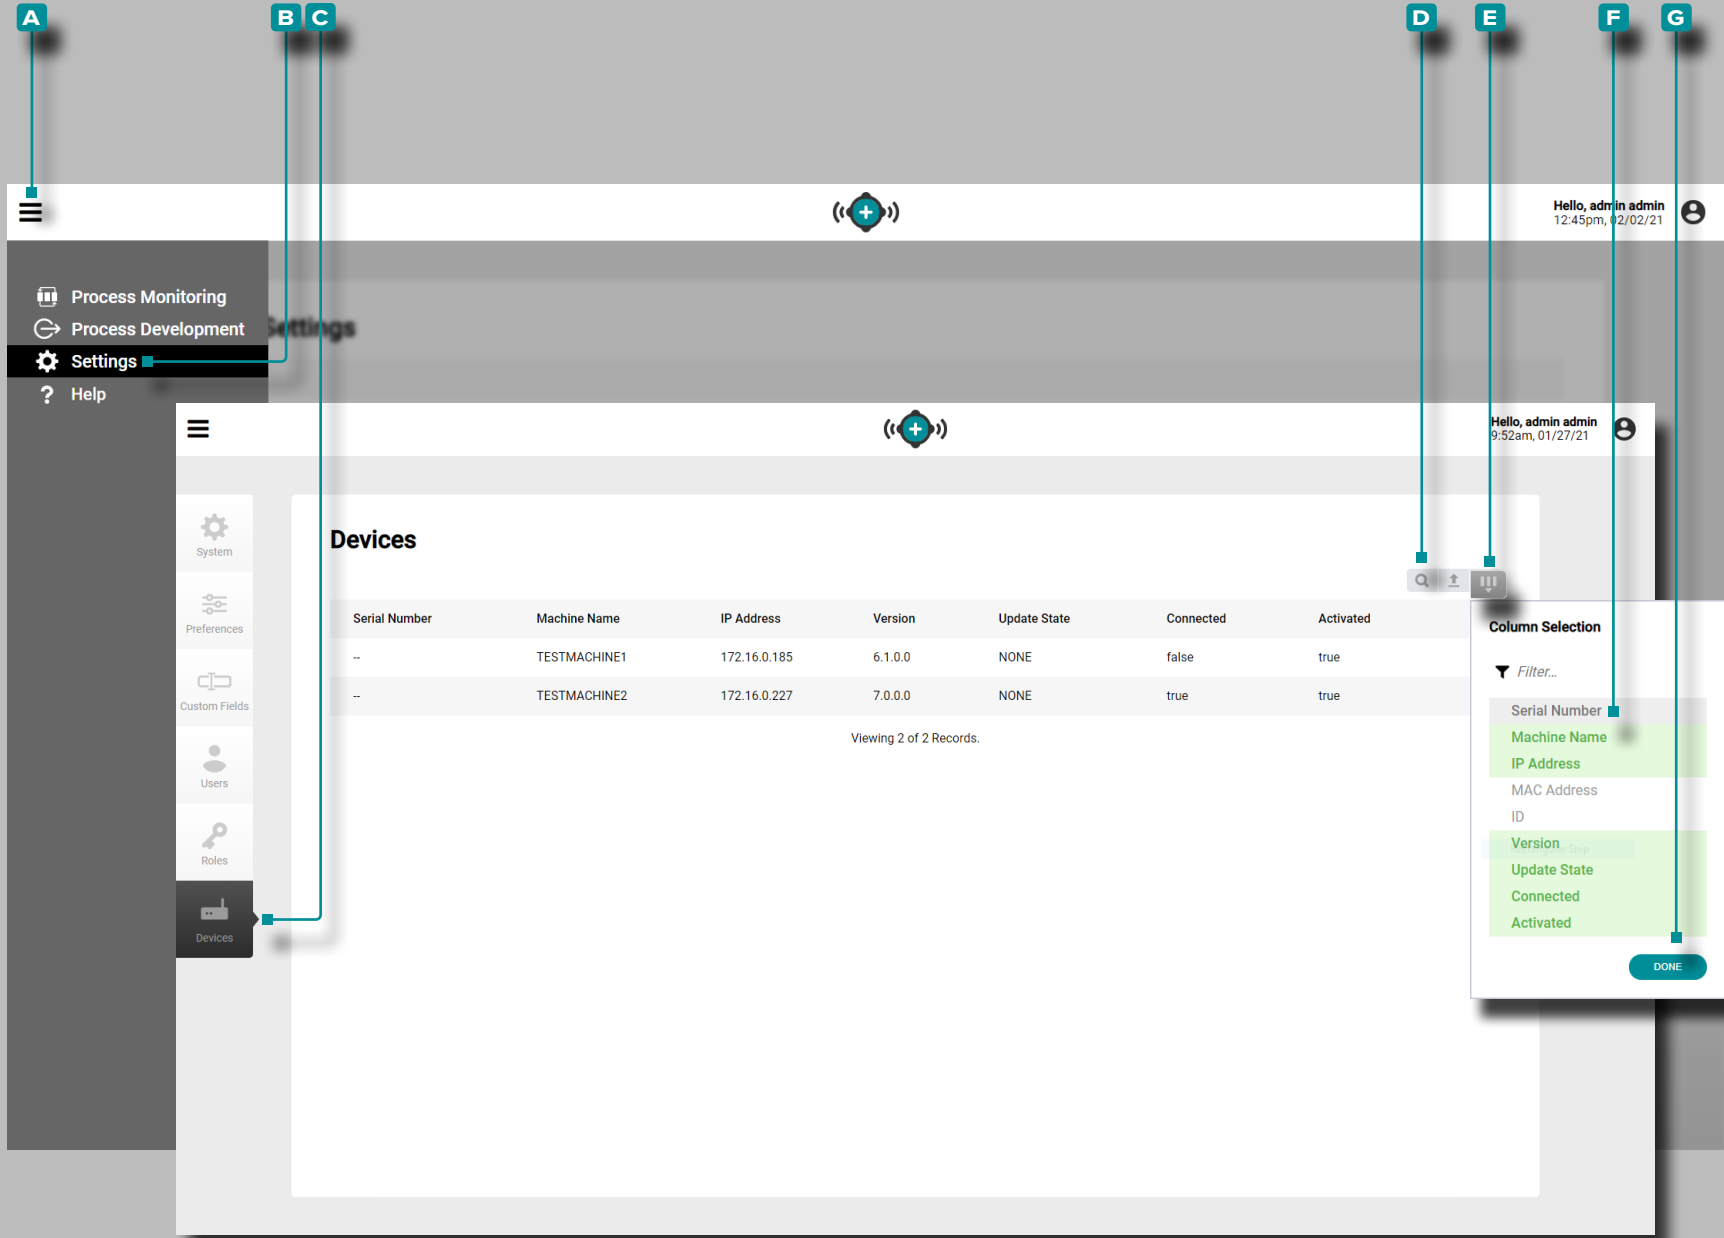 A B C D E F G
Hello, admin admin
12:45pm, 02/02/21
Process Monitoring
Process Development
Settings
Settings
Help
Hello, admin admin
9:52am, 01/27/21
System
Preferences
Custom Fields
Users
Roles
Devices
Devices
Serial Number Machine Name IP Address Version Update State Connected Activated
-- TESTMACHINE1 172.16.0.185 6.1.0.0 NONE false true
-- TESTMACHINE2 172.16.0.227 7.0.0.0 NONE true true
Viewing 2 of 2 Records.
Column Selection
Filter...
Serial Number
Machine Name
IP Address
MAC Address
ID
Version
Update State
Connected
Activated
DONE